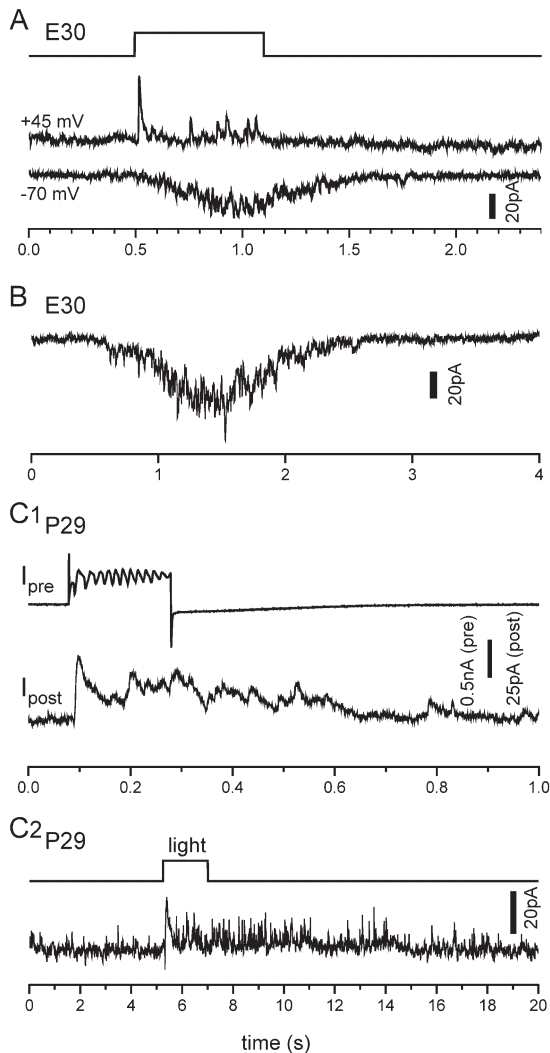 A E30
+45 mV
-70 mV
20pA
0.0 0.5 1.0 1.5 2.0
B E30
20pA
0 1 2 3 4
C1 P29
Ipre
0.5nA (pre)
25pA (post)
Ipost
0.0 0.2 0.4 0.6 0.8 1.0
C2 P29
light
20pA
0 2 4 6 8 10 12 14 16 18 20
time (s)